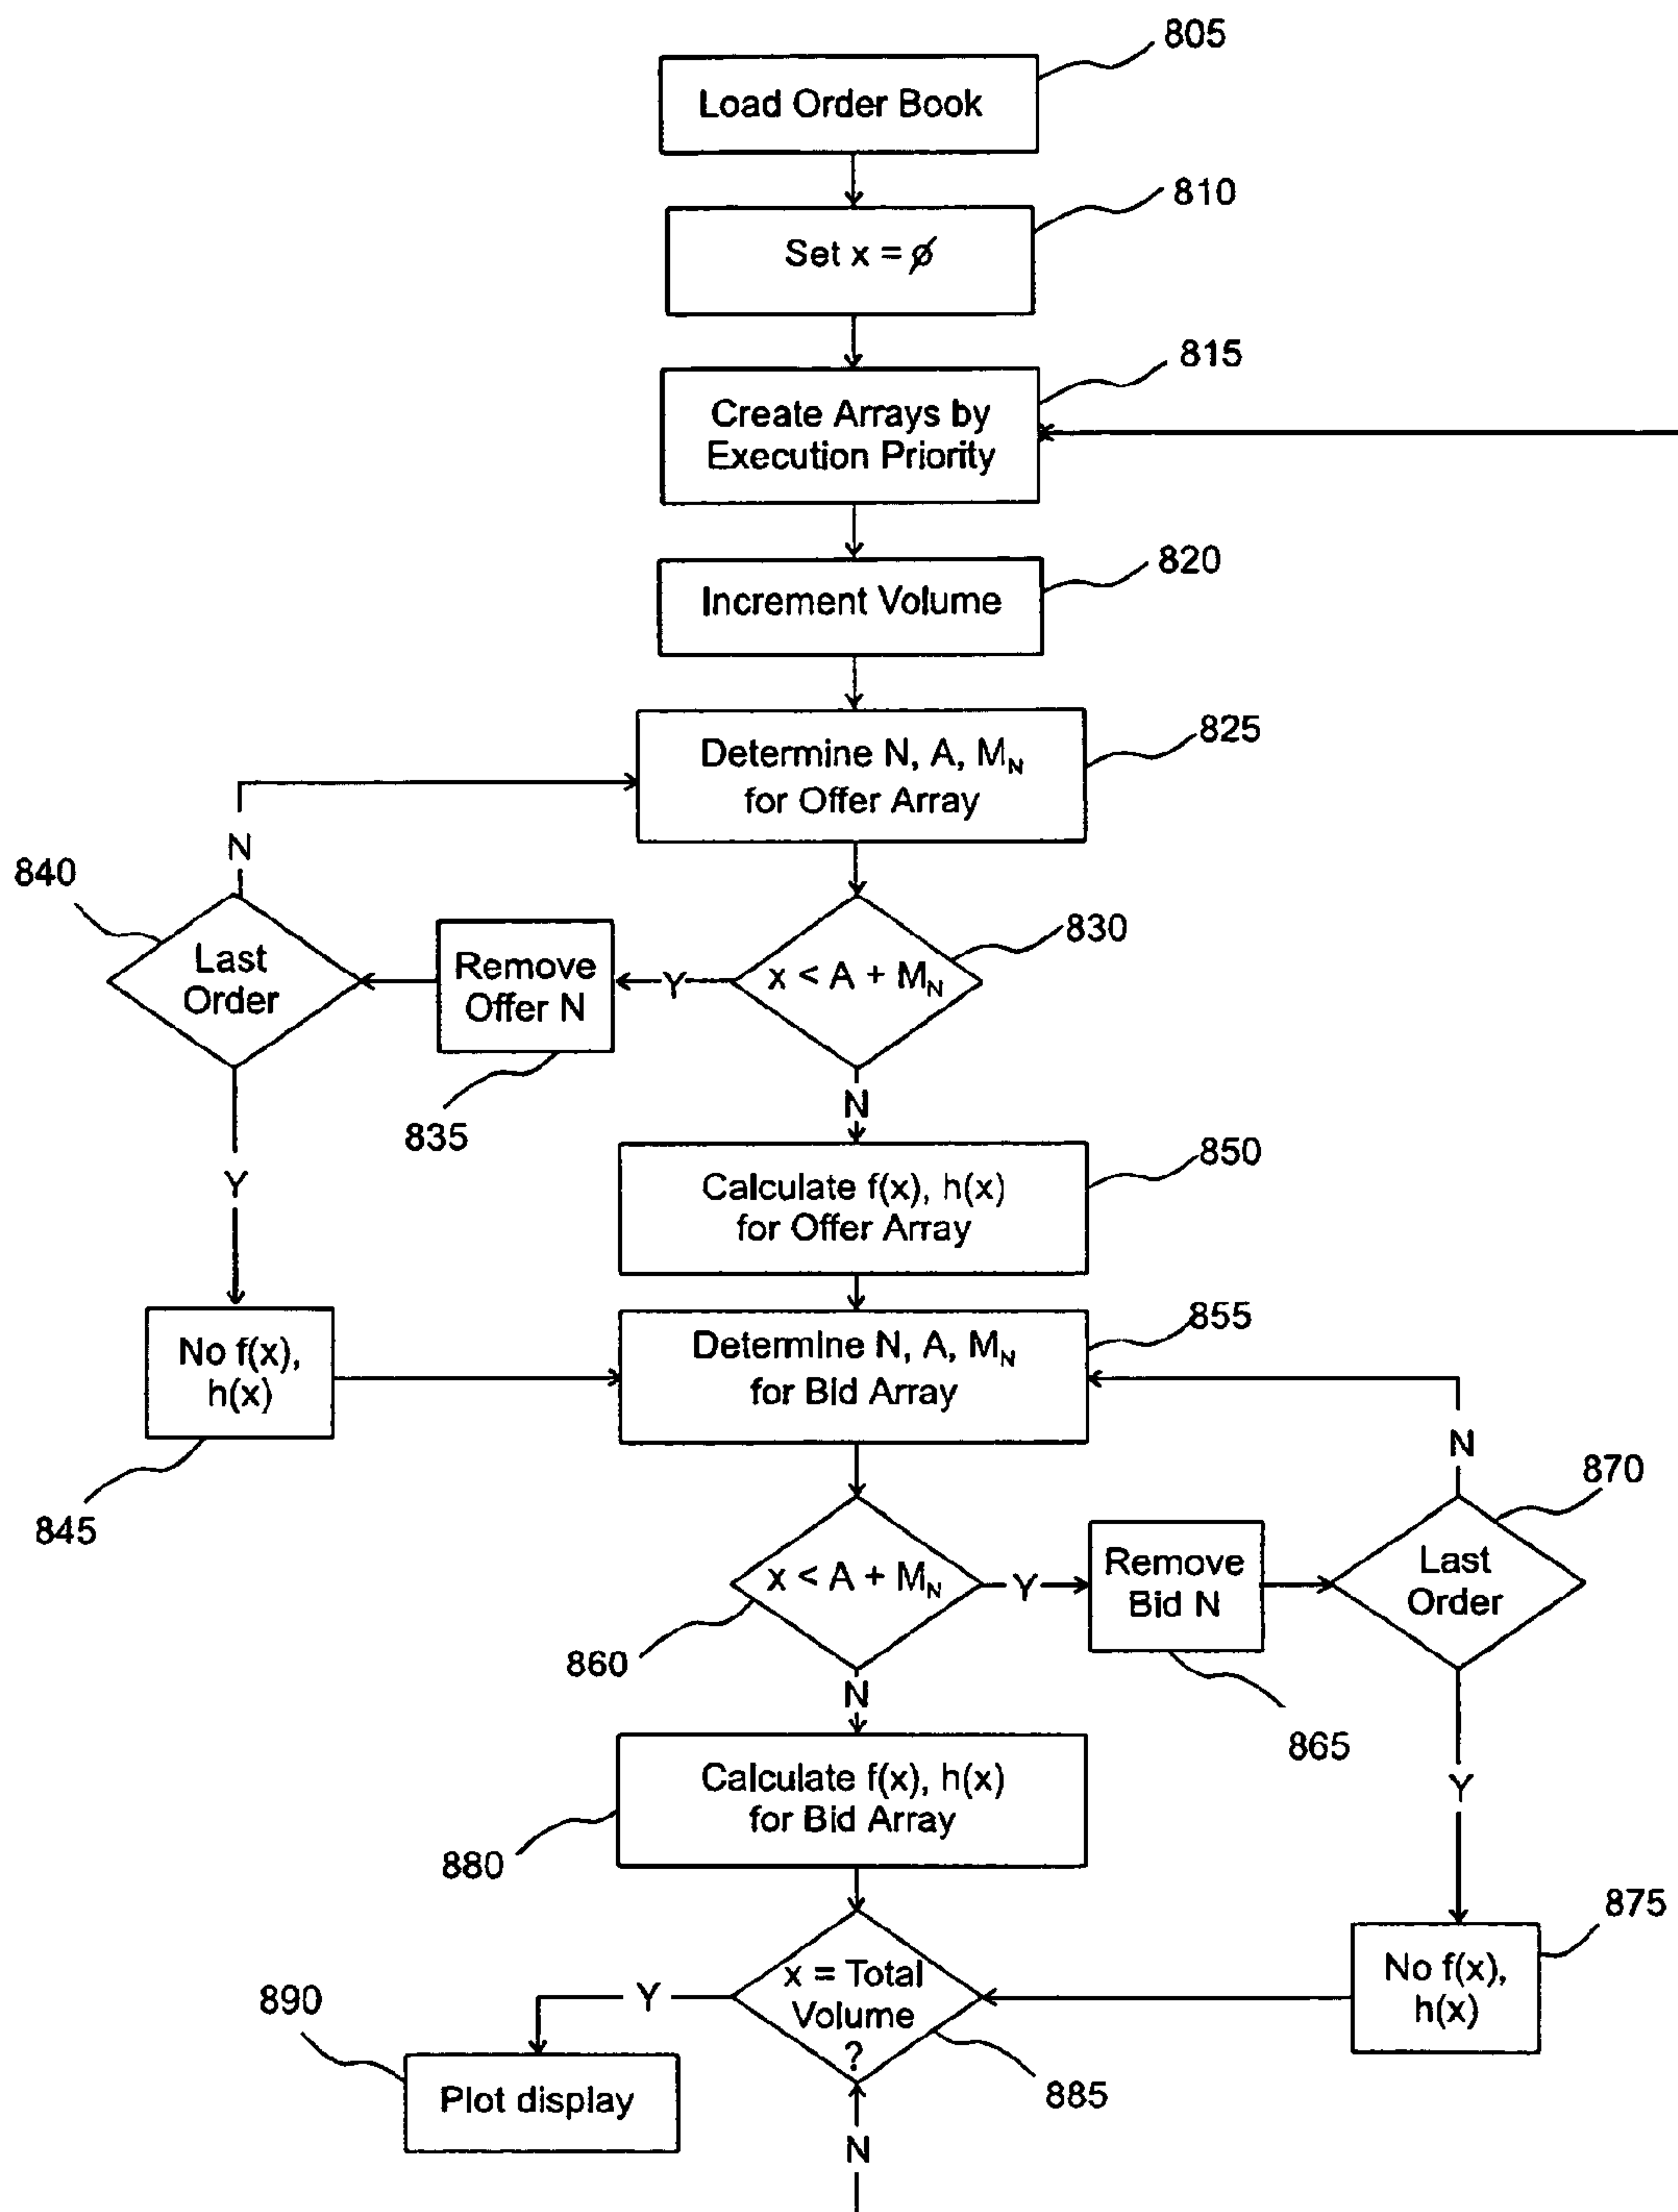 805
Load Order Book
810
Set x = ∅
815
Create Arrays by
Execution Priority
820
Increment Volume
825
Determine N, A, M_N
for Offer Array
N
840
Last
Order
Remove
Offer N
835
Y
830
x < A + M_N
N
Y
850
Calculate f(x), h(x)
for Offer Array
845
No f(x),
h(x)
855
Determine N, A, M_N
for Bid Array
N
870
Last
Order
860
x < A + M_N
Y
Remove
Bid N
865
N
Y
880
Calculate f(x), h(x)
for Bid Array
875
No f(x),
h(x)
885
x = Total
Volume
?
Y
890
Plot display
N